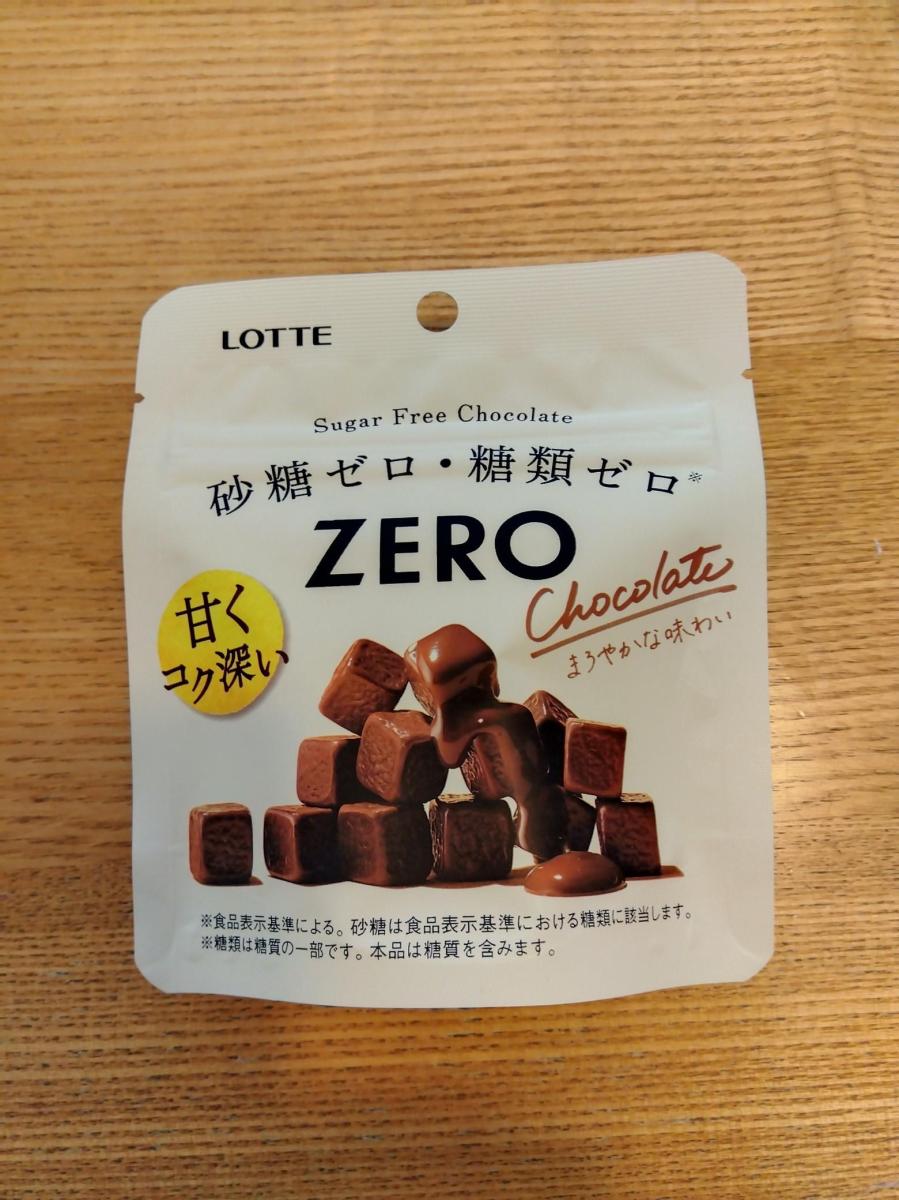 LOTTE
Sugar Free Chocolate
砂糖ゼロ・糖類ゼロ※
ZERO
Chocolate
まろやかな味わい
甘く
コク深い
※食品表示基準による。砂糖は食品表示基準における糖類に該当します。
※糖類は糖質の一部です。本品は糖質を含みます。